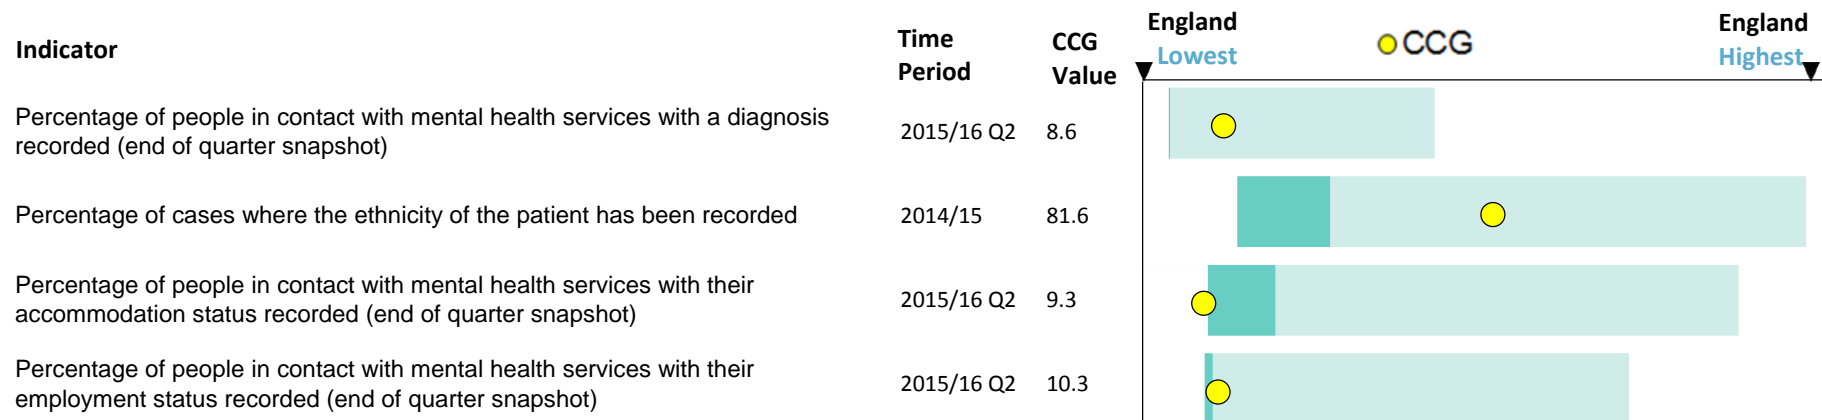 Indicator
Time
Period
CCG
Value
England
Lowest
CCG
England
Highest
Percentage of people in contact with mental health services with a diagnosis
recorded (end of quarter snapshot)
2015/16 Q2
8.6
Percentage of cases where the ethnicity of the patient has been recorded
2014/15
81.6
Percentage of people in contact with mental health services with their
accommodation status recorded (end of quarter snapshot)
2015/16 Q2
9.3
Percentage of people in contact with mental health services with their
employment status recorded (end of quarter snapshot)
2015/16 Q2
10.3